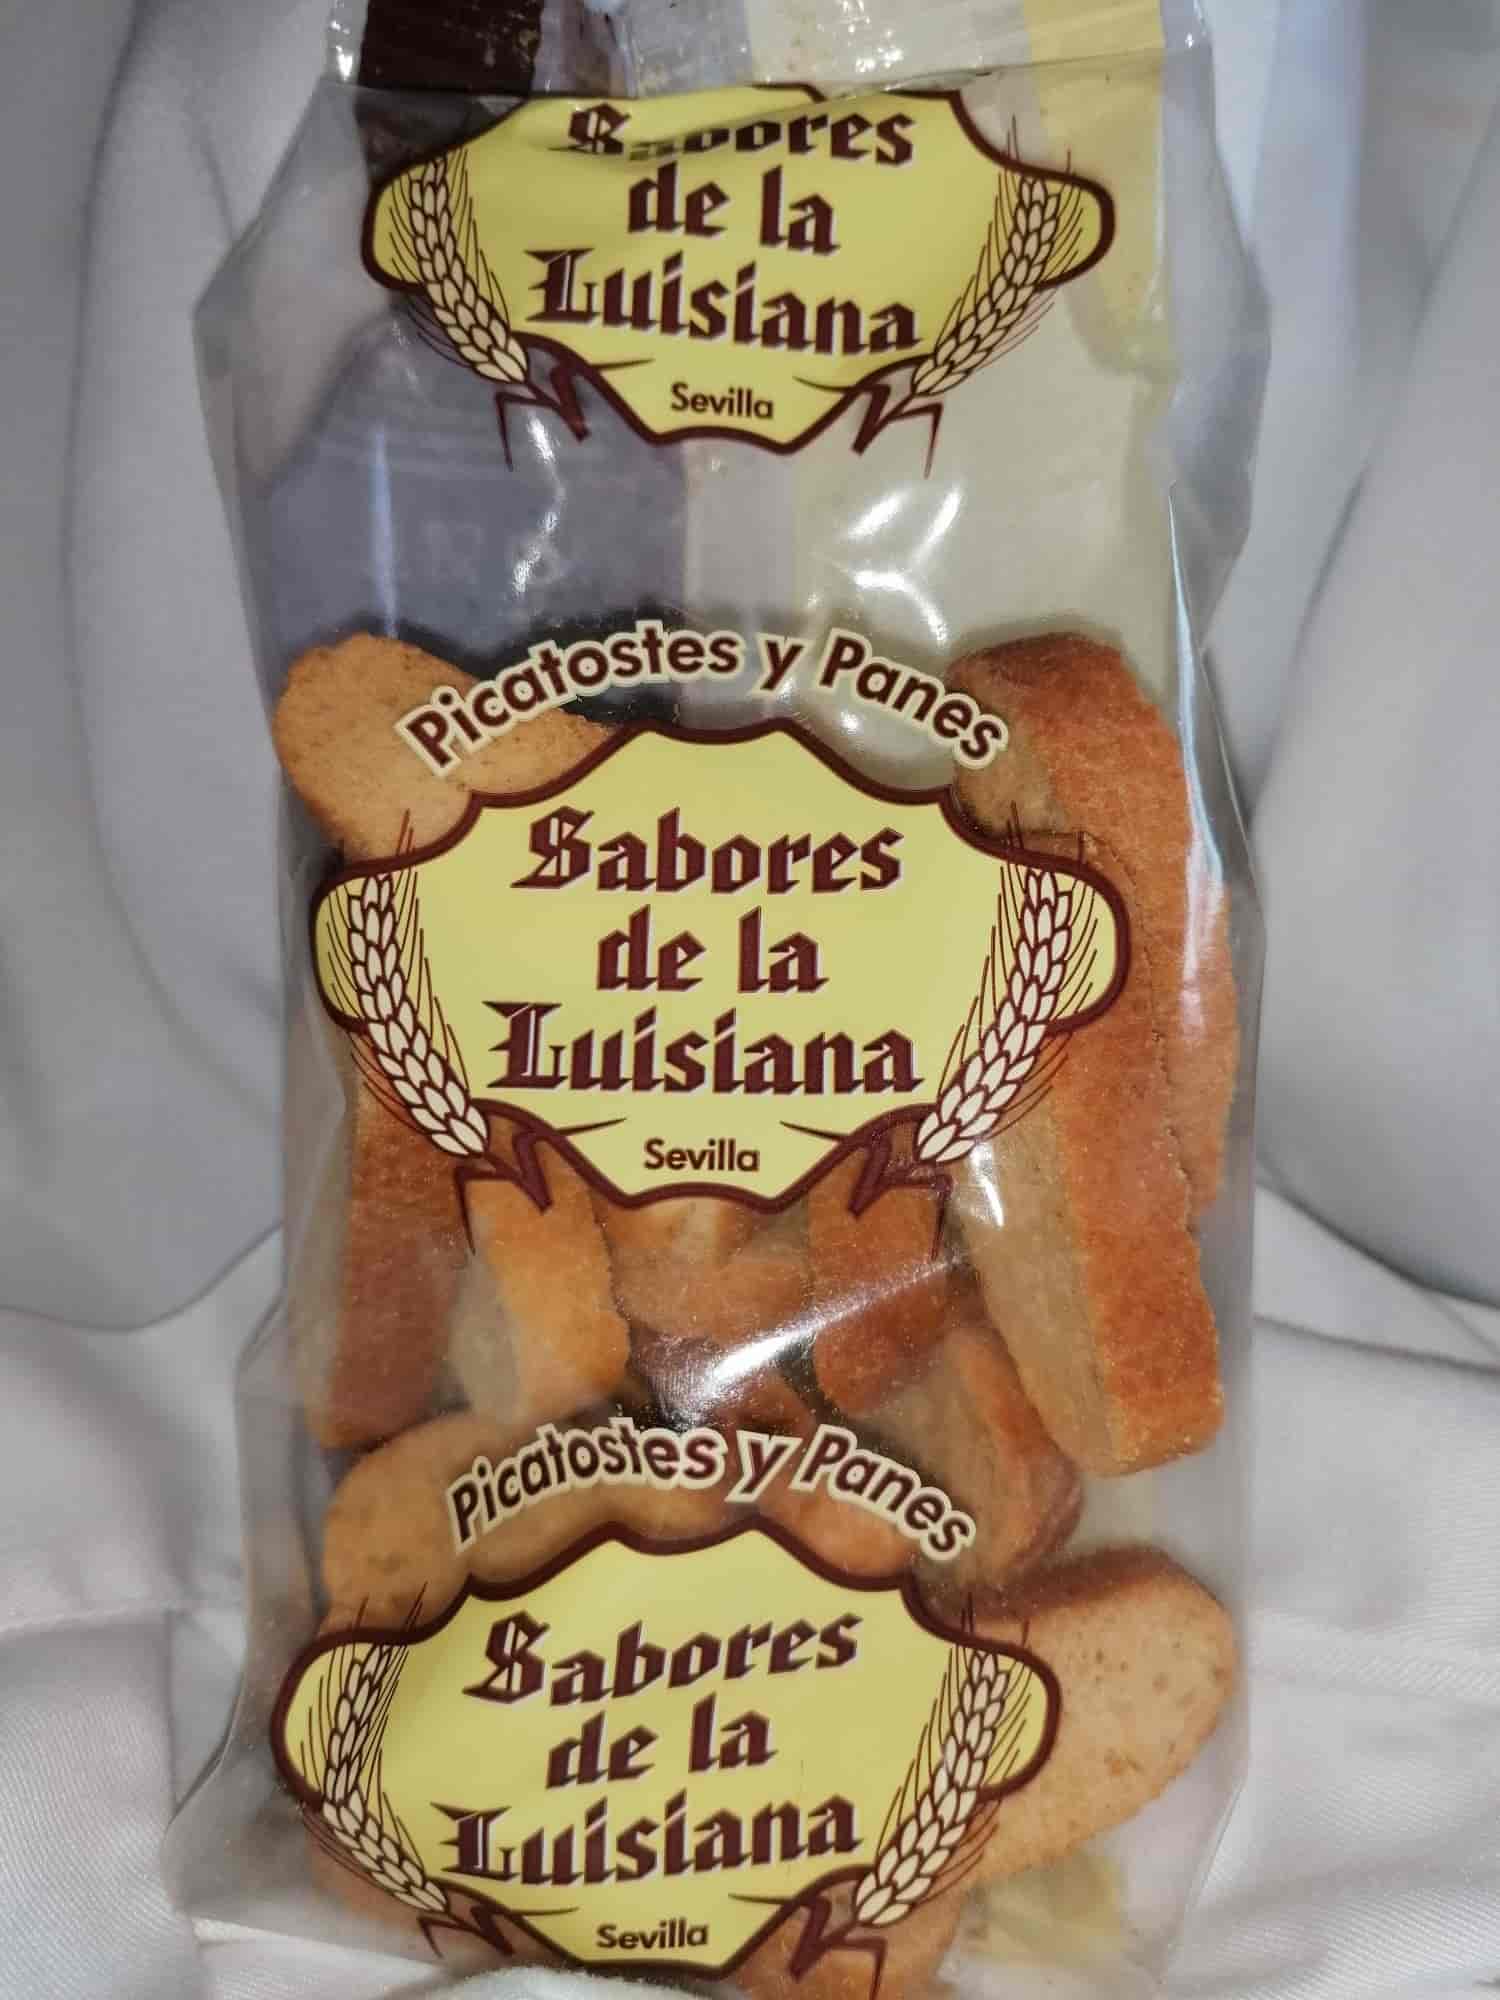 Sabores
de la
Luisiana
Sevilla
Picatostes y Panes
Sabores
de la
Luisiana
Sevilla
Picatostes y Panes
Sabores
de la
Luisiana
Sevilla